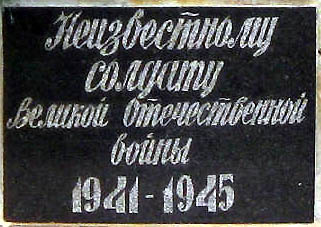 Неизвестному
солдату
Великой Отечественной
войны
1941-1945